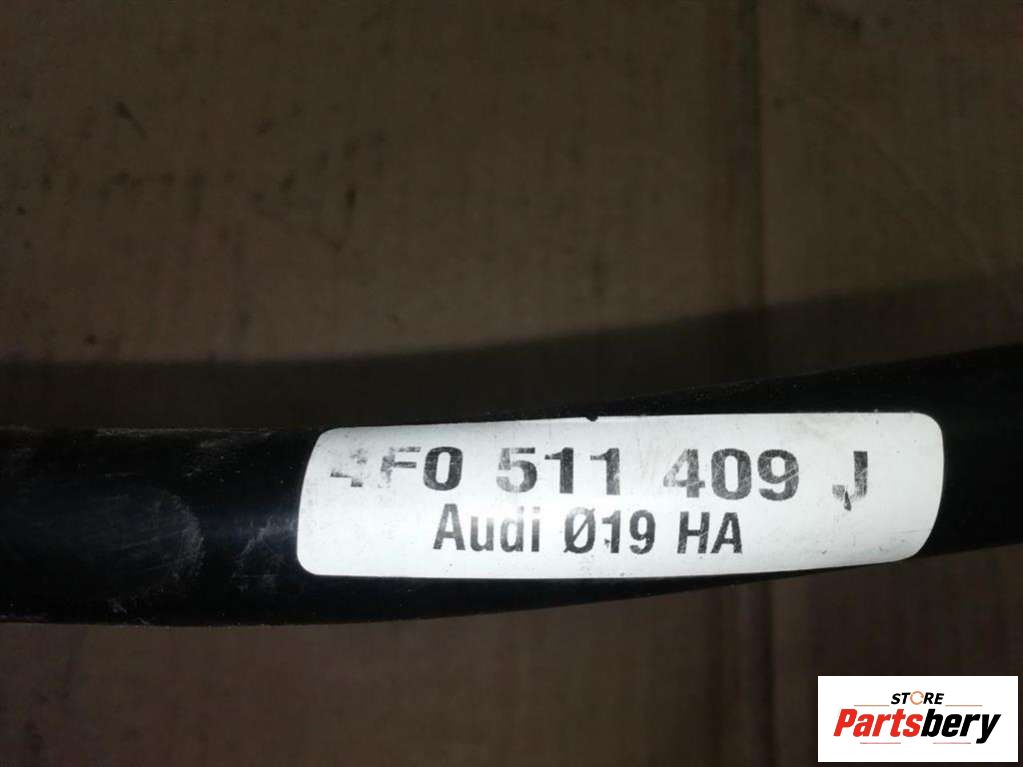 4F0 511 409 J
Audi Ø19 HA
STORE
Partsbery